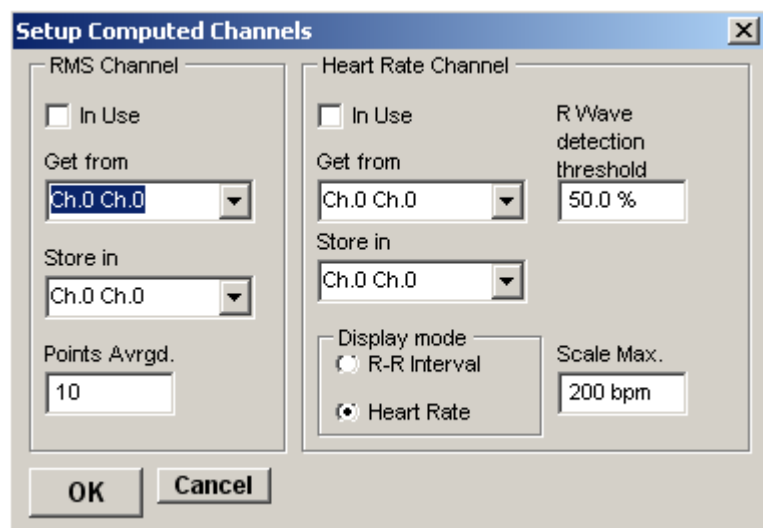 Setup Computed Channels
RMS Channel
In Use
Get from
Ch.0 Ch.0
Store in
Ch.0 Ch.0
Points Avrgd.
10
Heart Rate Channel
In Use
Get from
Ch.0 Ch.0
Store in
Ch.0 Ch.0
R Wave
detection
threshold
50.0 %
Display mode
R-R Interval
Heart Rate
Scale Max.
200 bpm
OK
Cancel